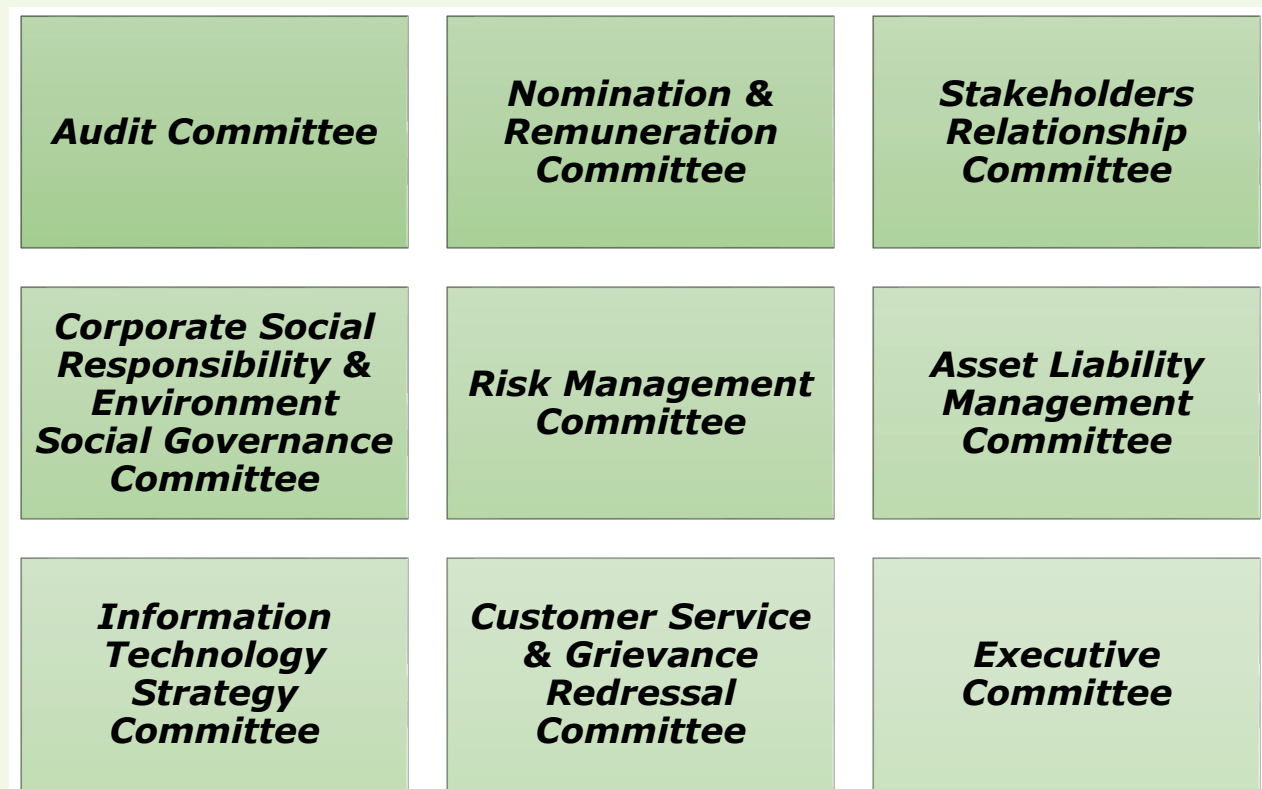 Audit Committee
Nomination &
Remuneration
Committee
Stakeholders
Relationship
Committee
Corporate Social
Responsibility &
Environment
Social Governance
Committee
Risk Management
Committee
Asset Liability
Management
Committee
Information
Technology
Strategy
Committee
Customer Service
& Grievance
Redressal
Committee
Executive
Committee